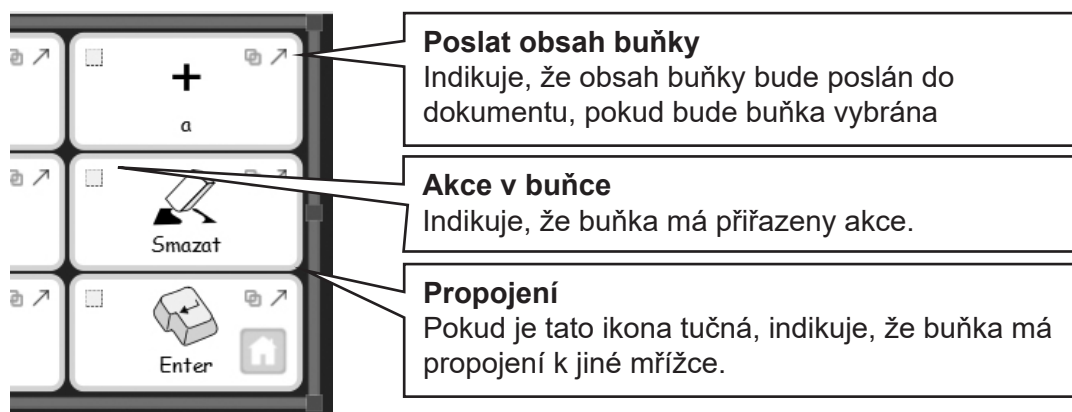 a
Smazat
Enter
Poslat obsah buňky
Indikuje, že obsah buňky bude poslán do
dokumentu, pokud bude buňka vybrána
Akce v buňce
Indikuje, že buňka má přiřazeny akce.
Propojení
Pokud je tato ikona tučná, indikuje, že buňka má
propojení k jiné mřížce.